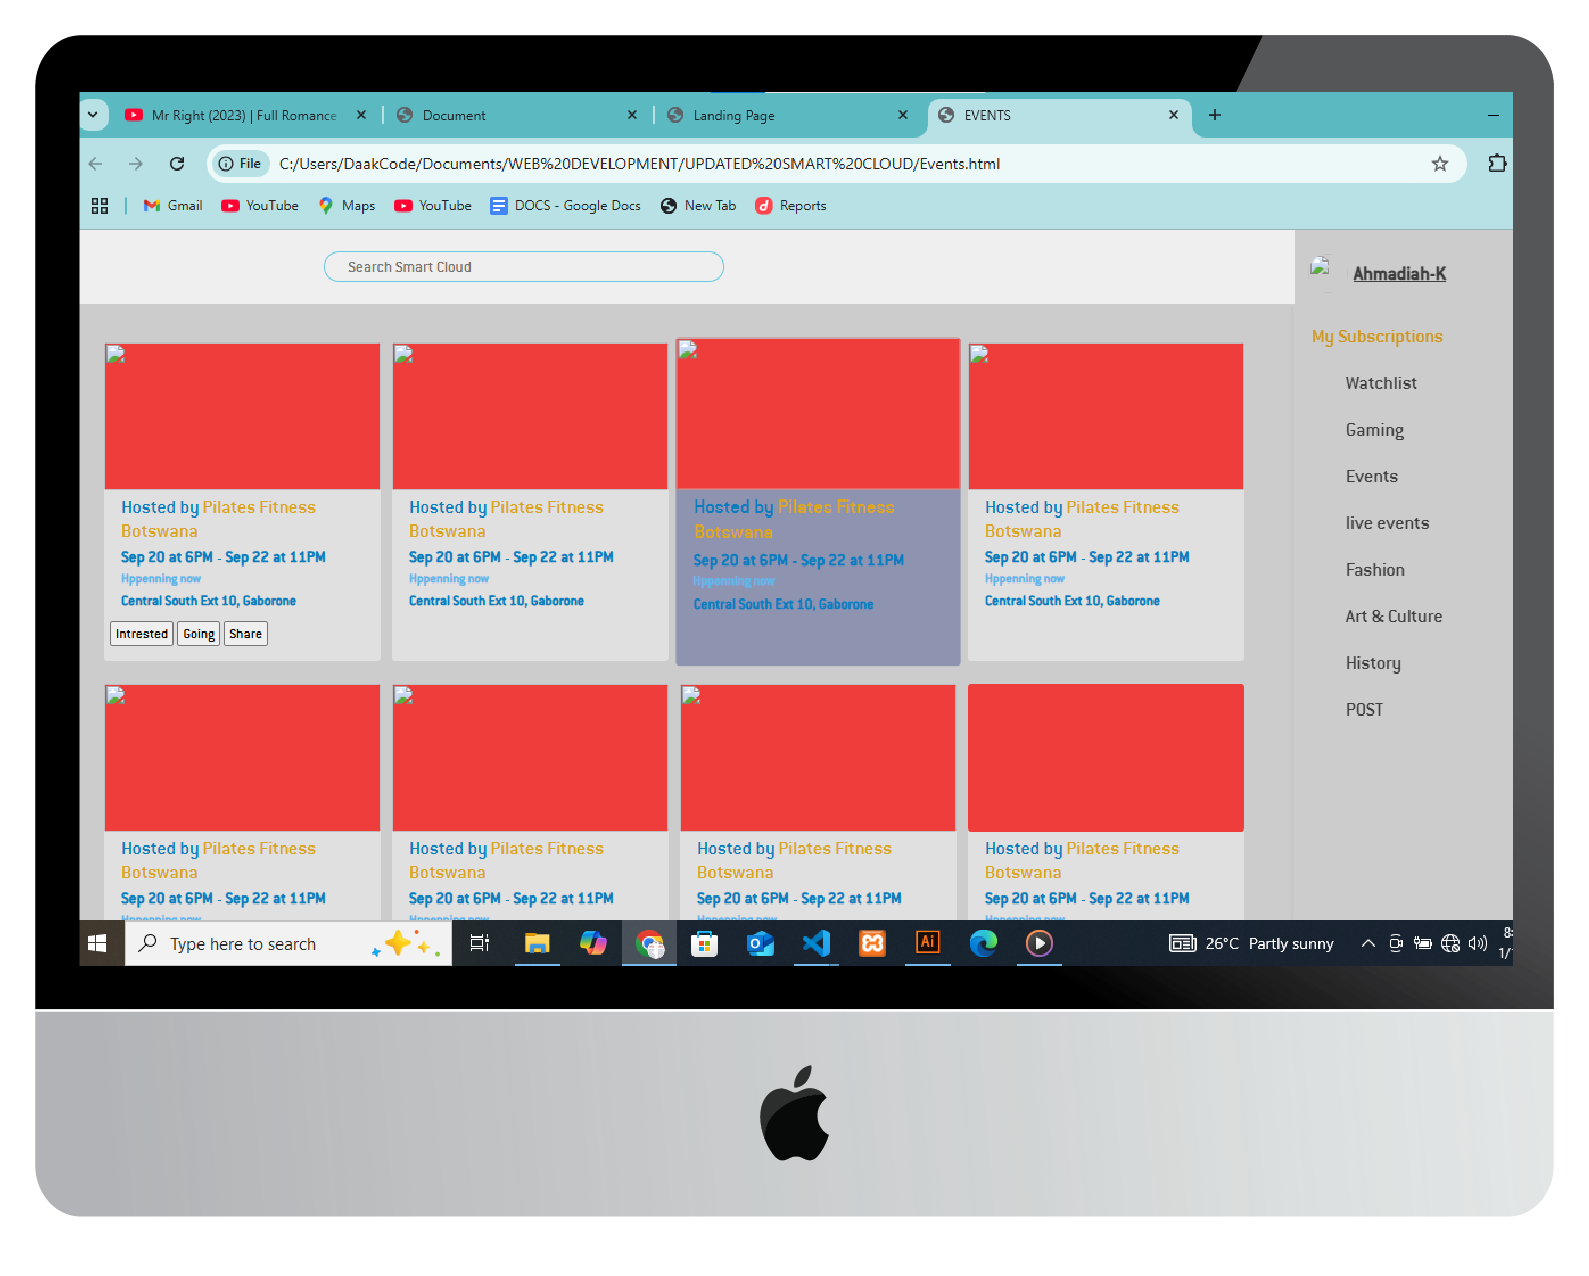 Mr Right (2023) | Full Romance
Document
Landing Page
EVENTS
File
C:/Users/DaakCode/Documents/WEB%20DEVELOPMENT/UPDATED%20SMART%20CLOUD/Events.html
Gmail
YouTube
Maps
YouTube
DOCS - Google Docs
New Tab
Reports
Search Smart Cloud
Ahmadiah-K
My Subscriptions
Watchlist
Gaming
Events
live events
Fashion
Art & Culture
History
POST
Hosted by Pilates Fitness
Botswana
Sep 20 at 6PM - Sep 22 at 11PM
Hppenning now
Central South Ext 10, Gaborone
Intrested Going Share
Hosted by Pilates Fitness
Botswana
Sep 20 at 6PM - Sep 22 at 11PM
Hppenning now
Central South Ext 10, Gaborone
Hosted by Pilates Fitness
Botswana
Sep 20 at 6PM - Sep 22 at 11PM
Hppenning now
Central South Ext 10, Gaborone
Hosted by Pilates Fitness
Botswana
Sep 20 at 6PM - Sep 22 at 11PM
Hppenning now
Central South Ext 10, Gaborone
Hosted by Pilates Fitness
Botswana
Sep 20 at 6PM - Sep 22 at 11PM
Hppenning now
Hosted by Pilates Fitness
Botswana
Sep 20 at 6PM - Sep 22 at 11PM
Hppenning now
Hosted by Pilates Fitness
Botswana
Sep 20 at 6PM - Sep 22 at 11PM
Hppenning now
Hosted by Pilates Fitness
Botswana
Sep 20 at 6PM - Sep 22 at 11PM
Hppenning now
Type here to search
Ai
26°C Partly sunny